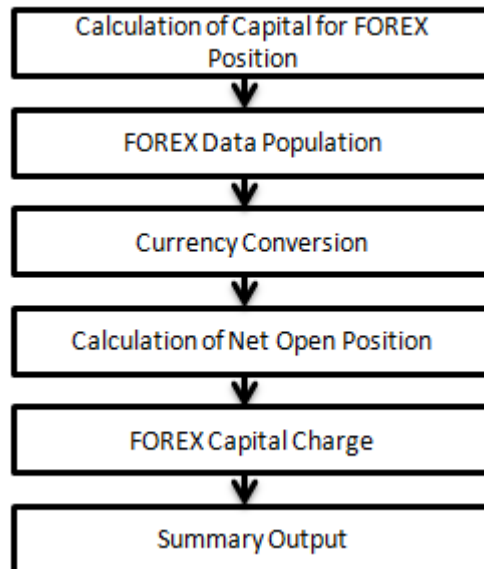 Calculation of Capital for FOREX
Position
FOREX Data Population
Currency Conversion
Calculation of Net Open Position
FOREX Capital Charge
Summary Output